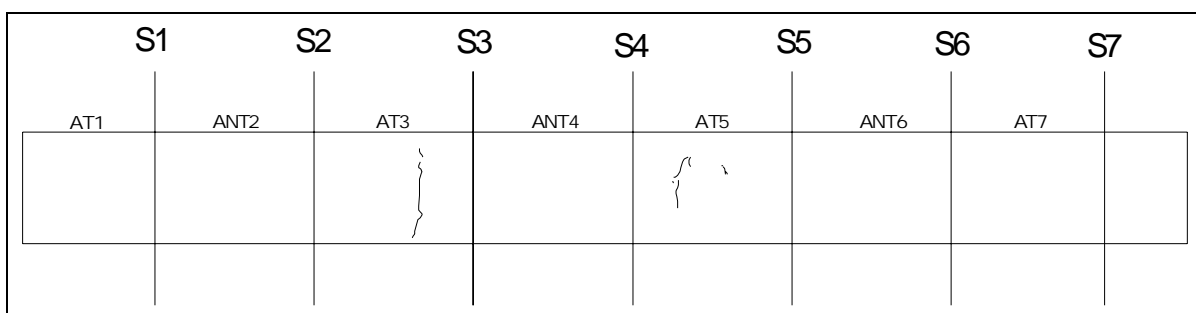 S1 S2 S3 S4 S5 S6 S7
AT1 ANT2 AT3 ANT4 AT5 ANT6 AT7